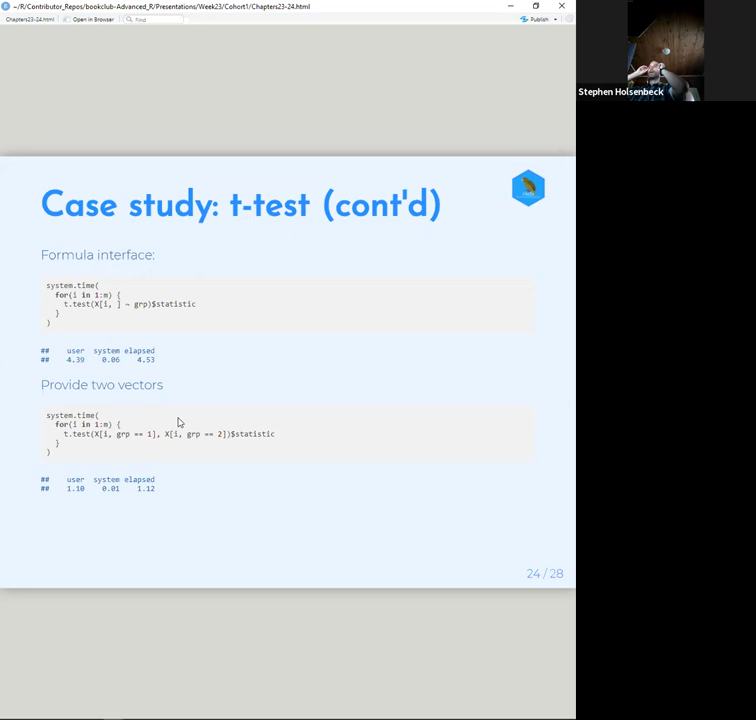 ~/R/Contributor_Repos/bookclub-Advanced_R/Presentations/Week23/Cohort1/Chapters23-24.html
Chapters23-24.html Open in Browser Find Publish
Stephen Holsenbeck
Case study: t-test (cont'd)
Formula interface:
system.time(
for(i in 1:m) {
t.test(X[i, ] ~ grp)$statistic
}
)
## user system elapsed
## 4.39 0.06 4.53
Provide two vectors
system.time(
for(i in 1:m) {
t.test(X[i, grp == 1], X[i, grp == 2])$statistic
}
)
## user system elapsed
## 1.10 0.01 1.12
24 / 28